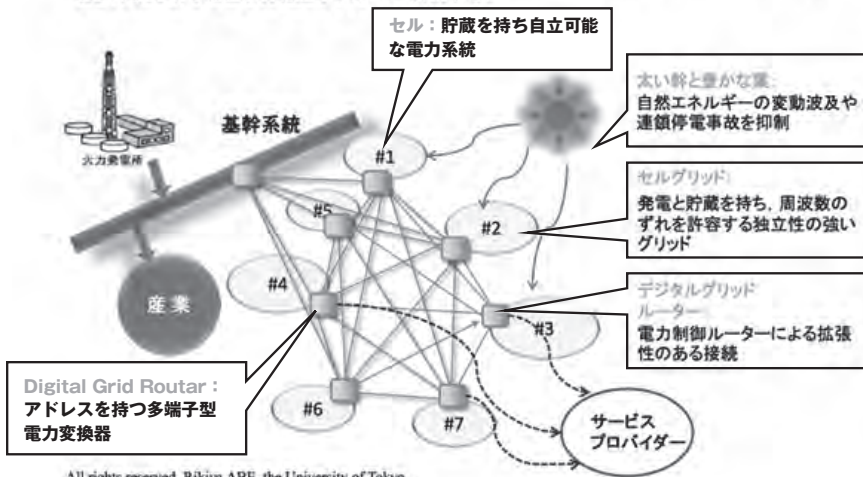 セル：貯蔵を持ち自立可能
な電力系統
太い幹と豊かな葉：
自然エネルギーの変動波及や
連鎖停電事故を抑制
基幹系統
火力発電所
#1
#5
#2
セルグリッド：
発電と貯蔵を持ち，周波数の
ずれを許容する独立性の強い
グリッド
#4
産業
#3
デジタルグリッド
ルーター：
電力制御ルーターによる拡張
性のある接続
Digital Grid Routar：
アドレスを持つ多端子型
電力変換器
#6
#7
サービス
プロバイダー
All rights reserved, Rikiya ABE, the University of Tokyo